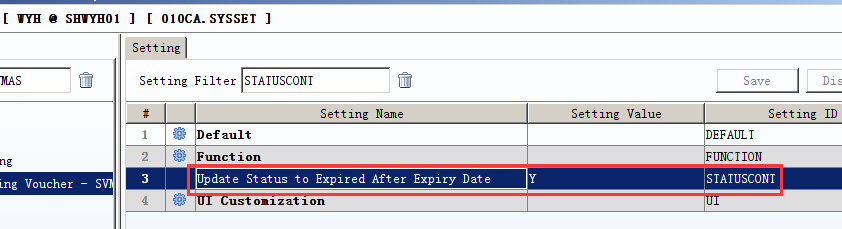 [ WYH @ SHWYH01 ] [ 010CA.SYSSET ]
Setting
MAS
Setting Filter STATUSCONT
Save
Dis
# Setting Name Setting Value Setting ID
1 Default DEFAULT
2 Function FUNCTION
ng
ing Voucher - SVM
3 Update Status to Expired After Expiry Date Y STATUSCONT
4 UI Customization UI